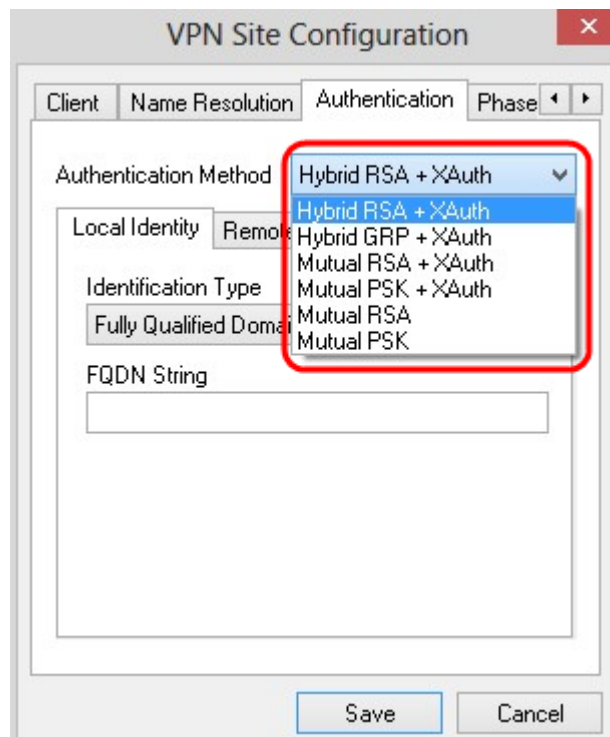 VPN Site Configuration
Client Name Resolution Authentication Phase
Authentication Method Hybrid RSA + XAuth
Hybrid RSA + XAuth
Hybrid GRP + XAuth
Mutual RSA + XAuth
Mutual PSK + XAuth
Mutual RSA
Mutual PSK
Local Identity Remote
Identification Type
Fully Qualified Domai
FQDN String
Save Cancel